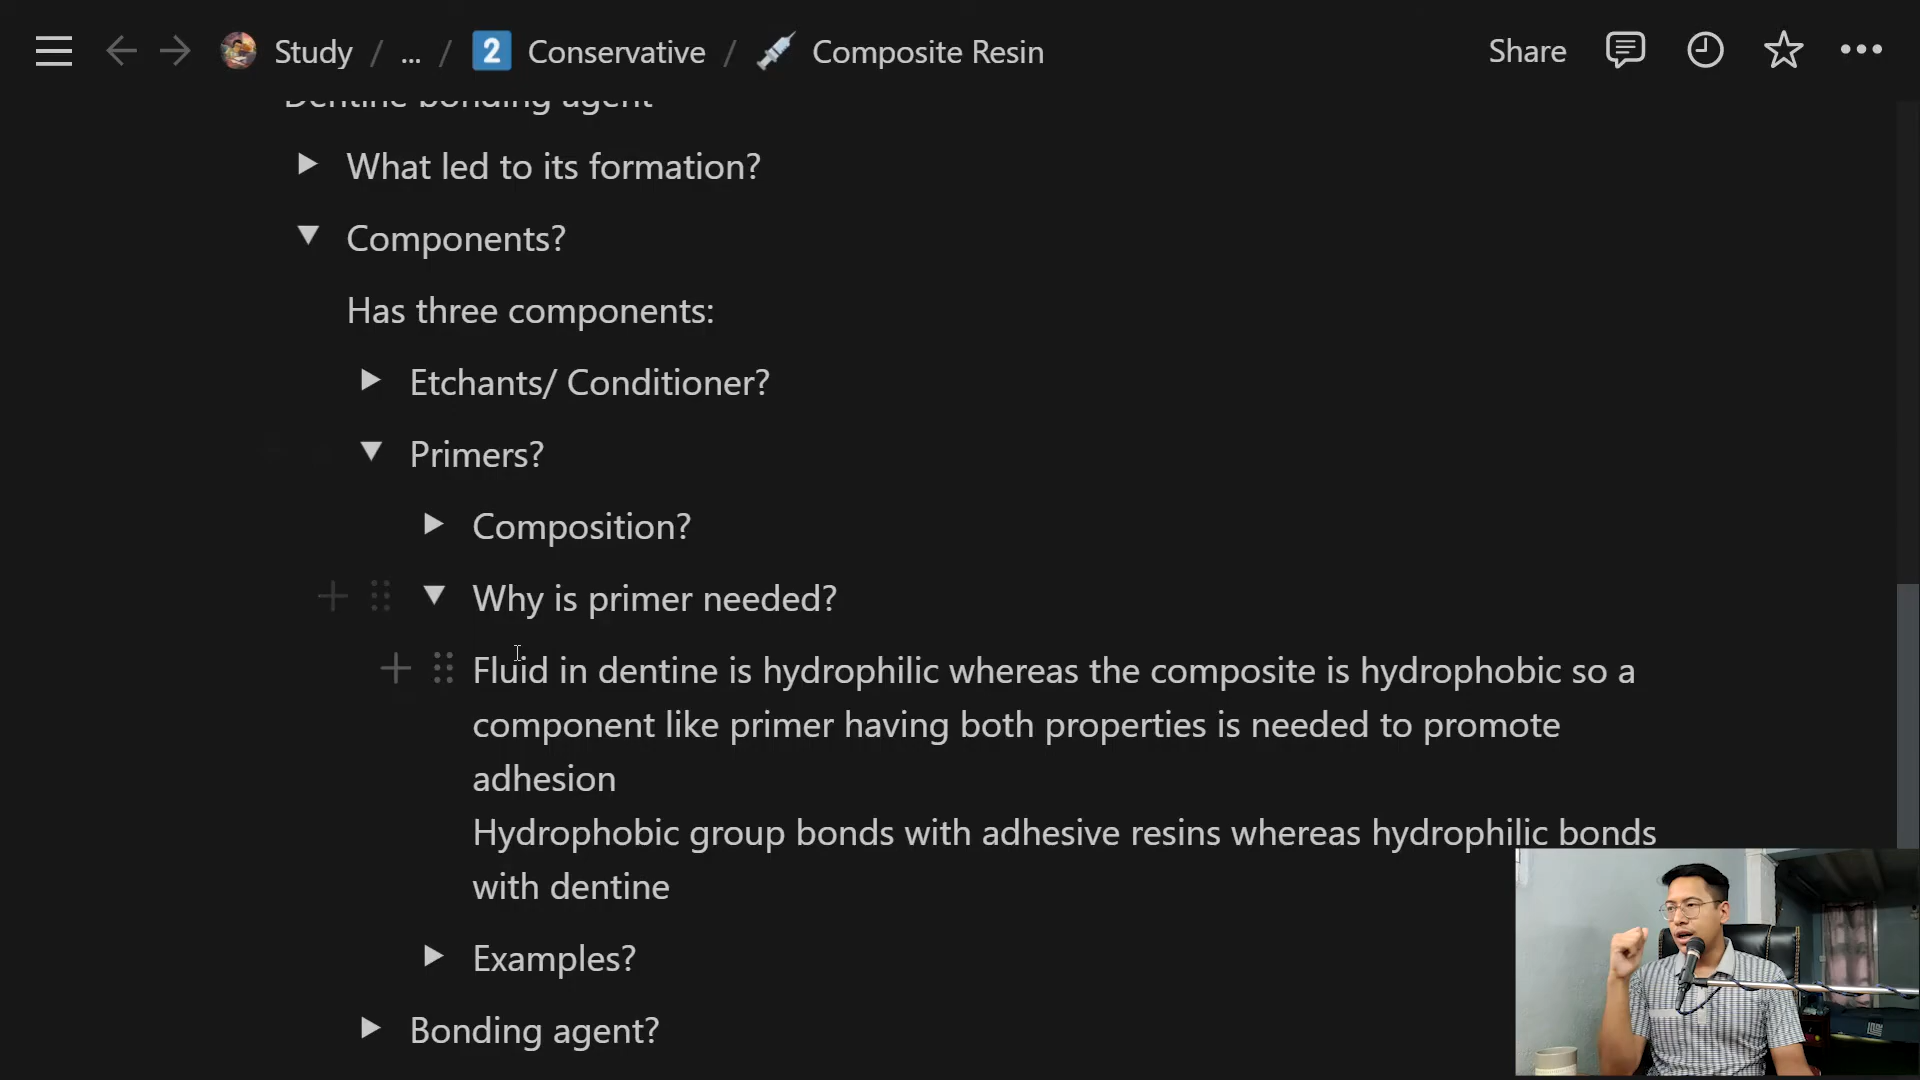 Study / ... / 2 Conservative / Composite Resin
Share
Dentine bonding agent
What led to its formation?
Components?
Has three components:
Etchants/ Conditioner?
Primers?
Composition?
Why is primer needed?
Fluid in dentine is hydrophilic whereas the composite is hydrophobic so a
component like primer having both properties is needed to promote
adhesion
Hydrophobic group bonds with adhesive resins whereas hydrophilic bonds
with dentine
Examples?
Bonding agent?